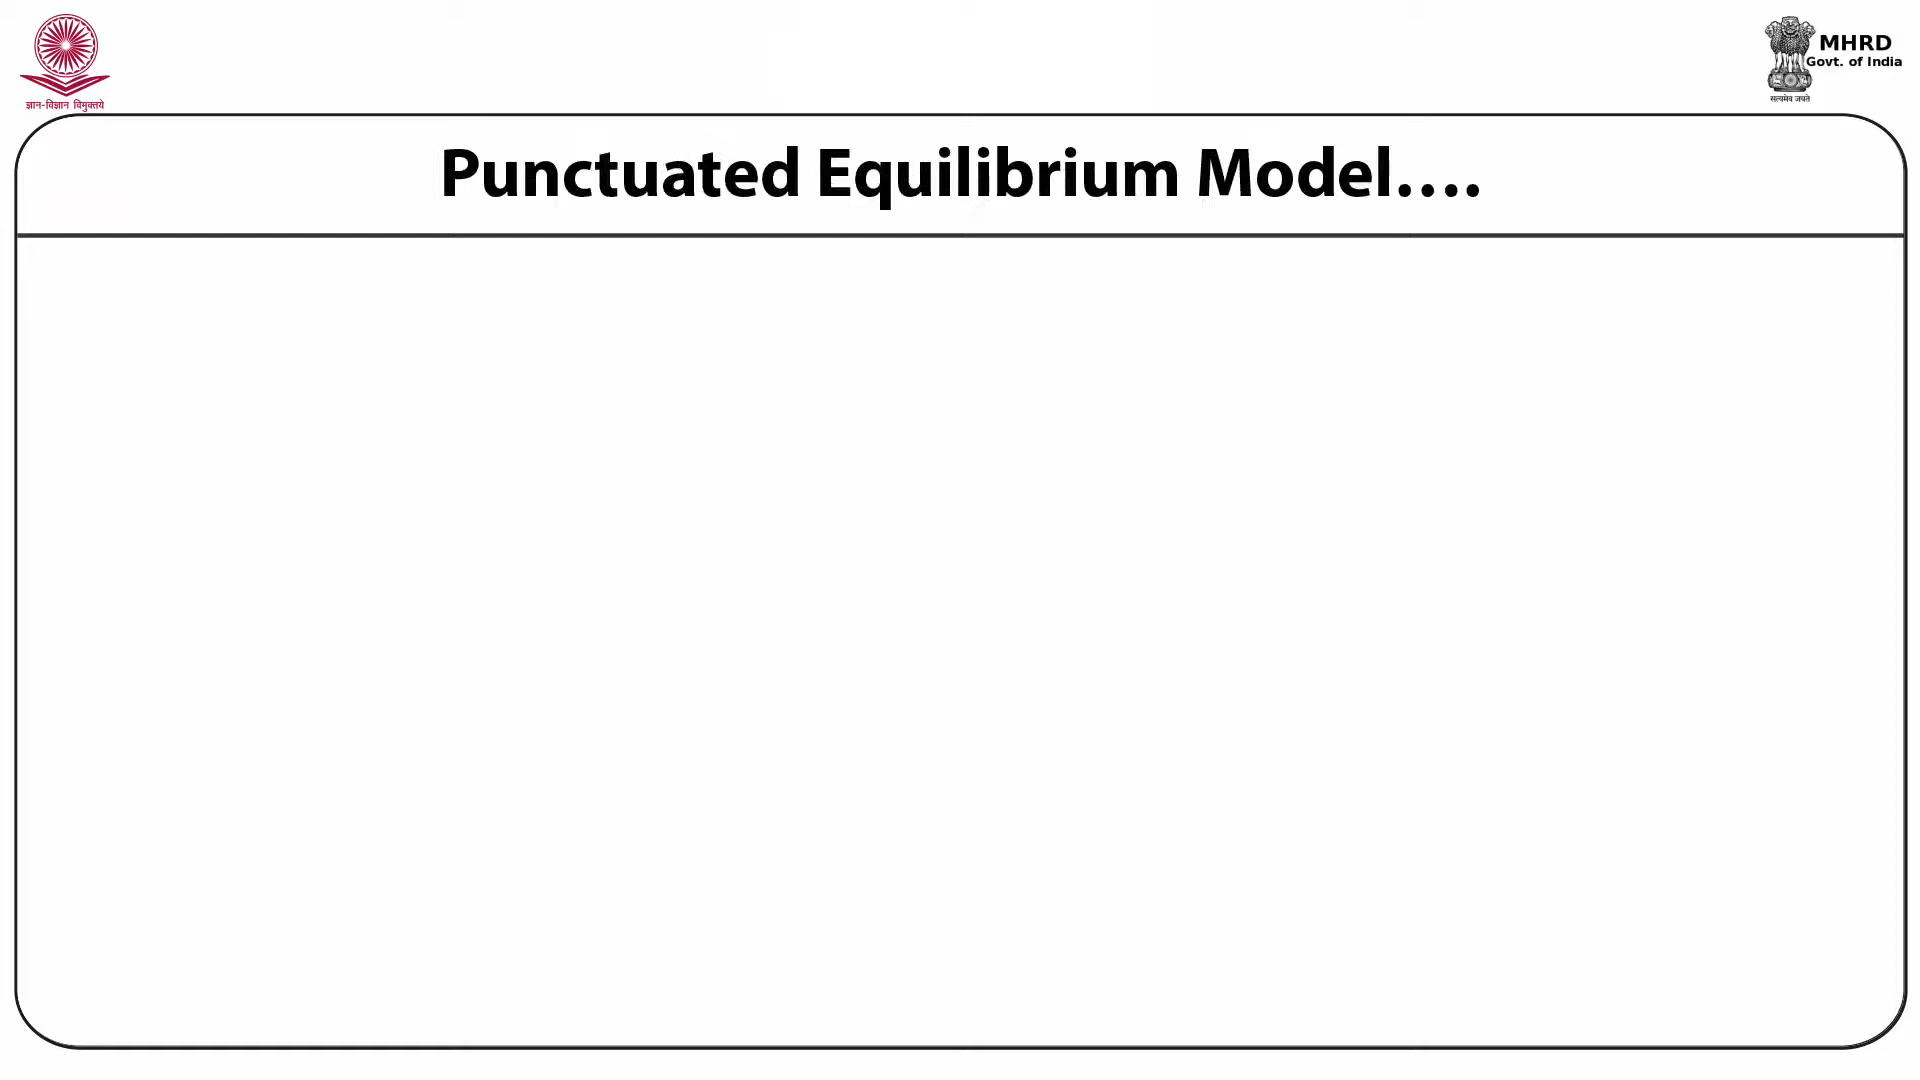 ज्ञान-विज्ञान विमुक्तये
MHRD
Govt. of India
सत्यमेव जयते
Punctuated Equilibrium Model....